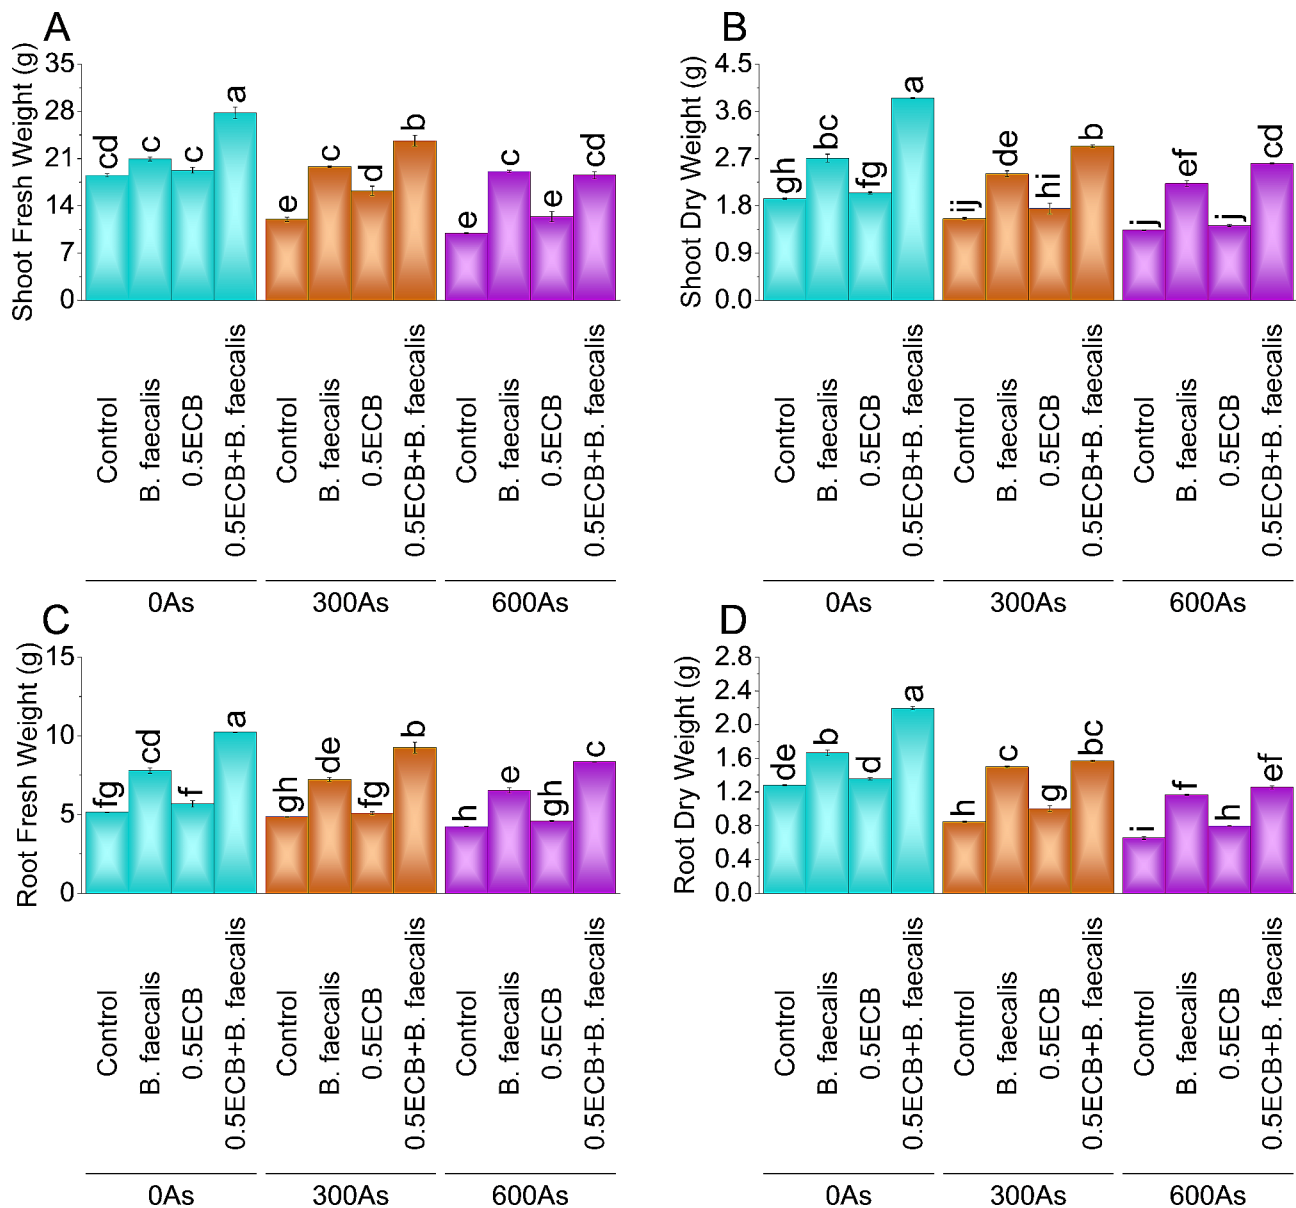 A
Shoot Fresh Weight (g)
35
28
21
14
7
0
cd
c
c
a
e
c
d
b
e
c
e
cd
Control
B. faecalis
0.5ECB
0.5ECB+B. faecalis
Control
B. faecalis
0.5ECB
0.5ECB+B. faecalis
Control
B. faecalis
0.5ECB
0.5ECB+B. faecalis
0As
300As
600As
B
Shoot Dry Weight (g)
4.5
3.6
2.7
1.8
0.9
0.0
gh
bc
fg
a
ij
de
hi
b
j
ef
j
cd
Control
B. faecalis
0.5ECB
0.5ECB+B. faecalis
Control
B. faecalis
0.5ECB
0.5ECB+B. faecalis
Control
B. faecalis
0.5ECB
0.5ECB+B. faecalis
0As
300As
600As
C
Root Fresh Weight (g)
15
10
5
0
fg
cd
f
a
gh
de
fg
b
h
e
gh
c
Control
B. faecalis
0.5ECB
0.5ECB+B. faecalis
Control
B. faecalis
0.5ECB
0.5ECB+B. faecalis
Control
B. faecalis
0.5ECB
0.5ECB+B. faecalis
0As
300As
600As
D
Root Dry Weight (g)
2.8
2.4
2.0
1.6
1.2
0.8
0.4
0.0
de
b
d
a
h
c
g
bc
i
f
h
ef
Control
B. faecalis
0.5ECB
0.5ECB+B. faecalis
Control
B. faecalis
0.5ECB
0.5ECB+B. faecalis
Control
B. faecalis
0.5ECB
0.5ECB+B. faecalis
0As
300As
600As